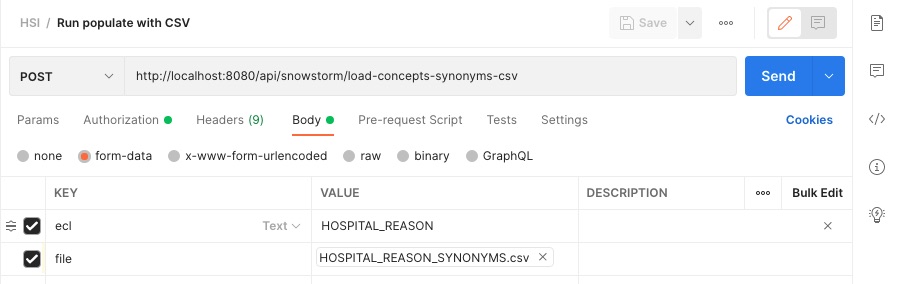 HSI / Run populate with CSV
Save
POST
http://localhost:8080/api/snowstorm/load-concepts-synonyms-csv
Send
Params Authorization Headers (9) Body Pre-request Script Tests Settings Cookies
none form-data x-www-form-urlencoded raw binary GraphQL
KEY VALUE DESCRIPTION Bulk Edit
ecl Text HOSPITAL_REASON
file HOSPITAL_REASON_SYNONYMS.csv